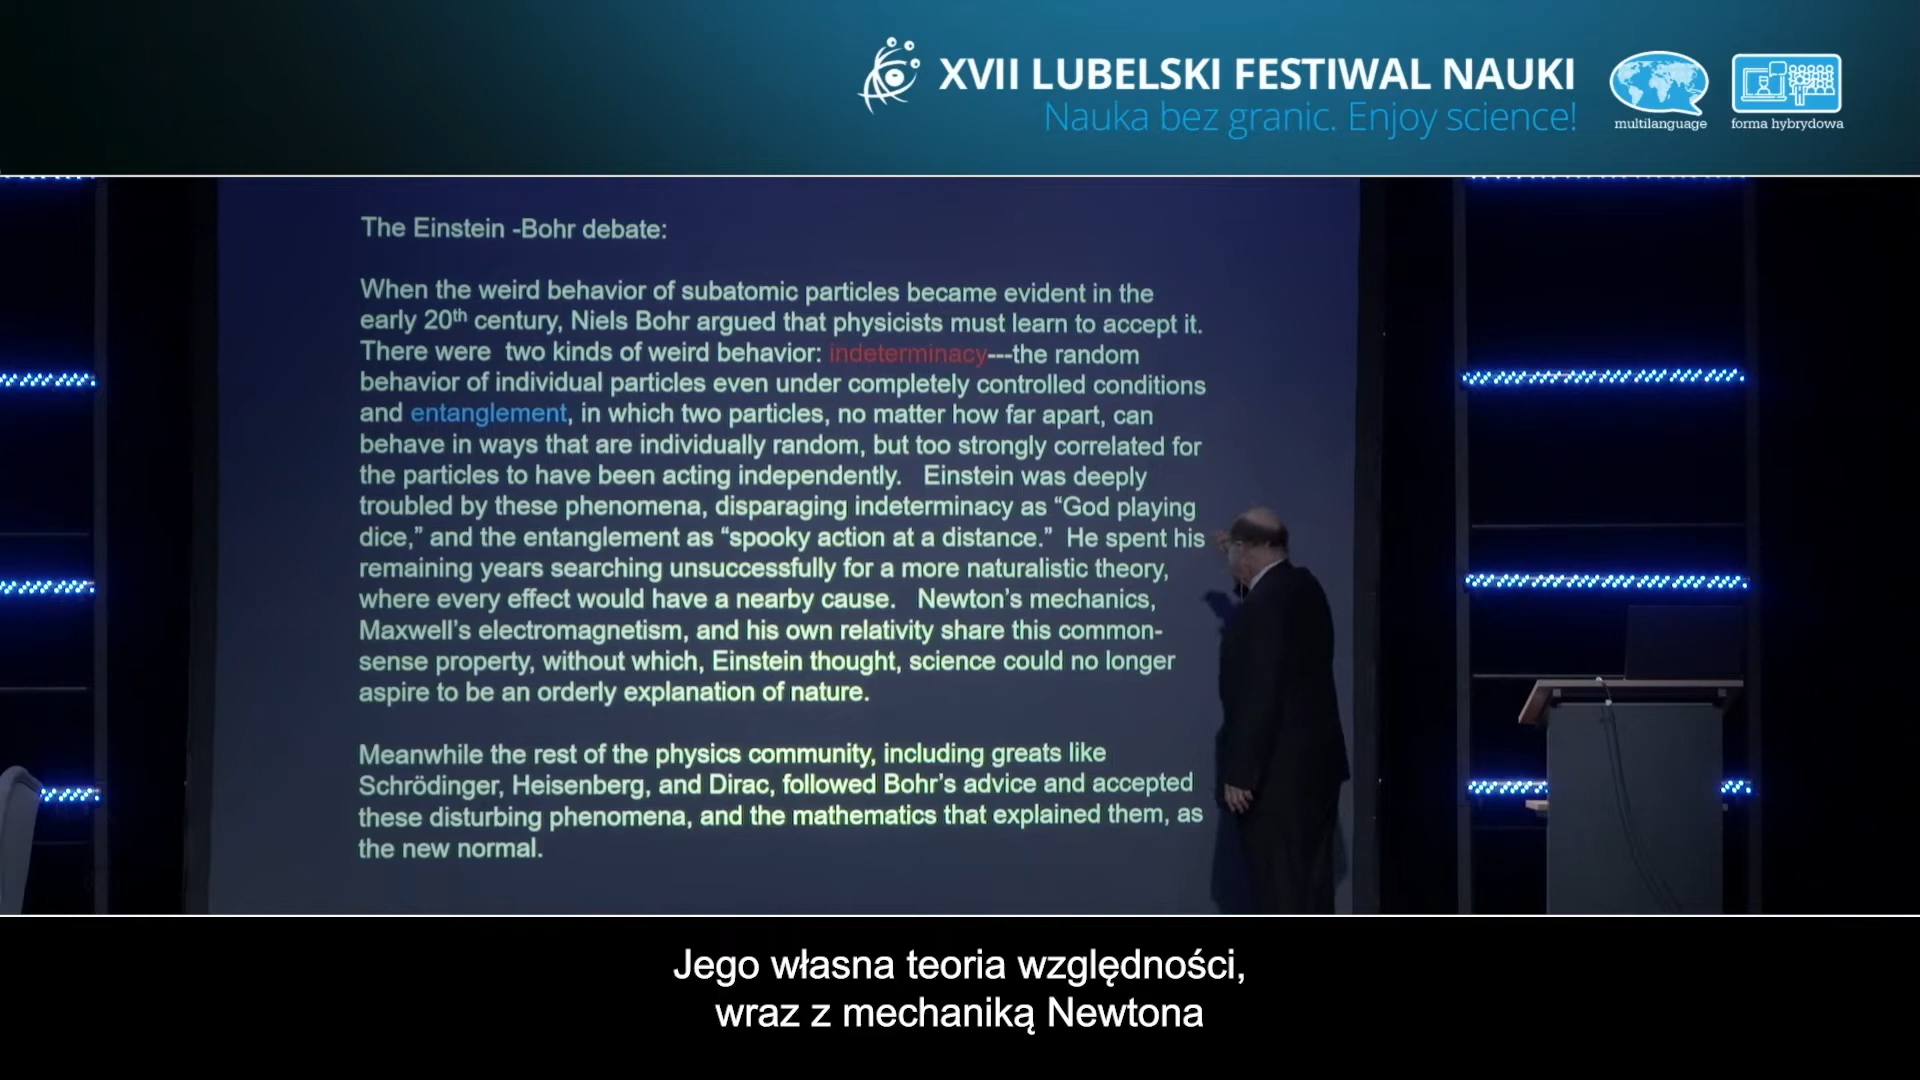 XVII LUBELSKI FESTIWAL NAUKI
Nauka bez granic. Enjoy science!
multilanguage
forma hybrydowa
The Einstein -Bohr debate:
When the weird behavior of subatomic particles became evident in the
early 20th century, Niels Bohr argued that physicists must learn to accept it.
There were two kinds of weird behavior: indeterminacy---the random
behavior of individual particles even under completely controlled conditions
and entanglement, in which two particles, no matter how far apart, can
behave in ways that are individually random, but too strongly correlated for
the particles to have been acting independently. Einstein was deeply
troubled by these phenomena, disparaging indeterminacy as “God playing
dice,” and the entanglement as “spooky action at a distance.” He spent his
remaining years searching unsuccessfully for a more naturalistic theory,
where every effect would have a nearby cause. Newton’s mechanics,
Maxwell’s electromagnetism, and his own relativity share this common-
sense property, without which, Einstein thought, science could no longer
aspire to be an orderly explanation of nature.
Meanwhile the rest of the physics community, including greats like
Schrödinger, Heisenberg, and Dirac, followed Bohr’s advice and accepted
these disturbing phenomena, and the mathematics that explained them, as
the new normal.
Jego własna teoria względności,
wraz z mechaniką Newtona